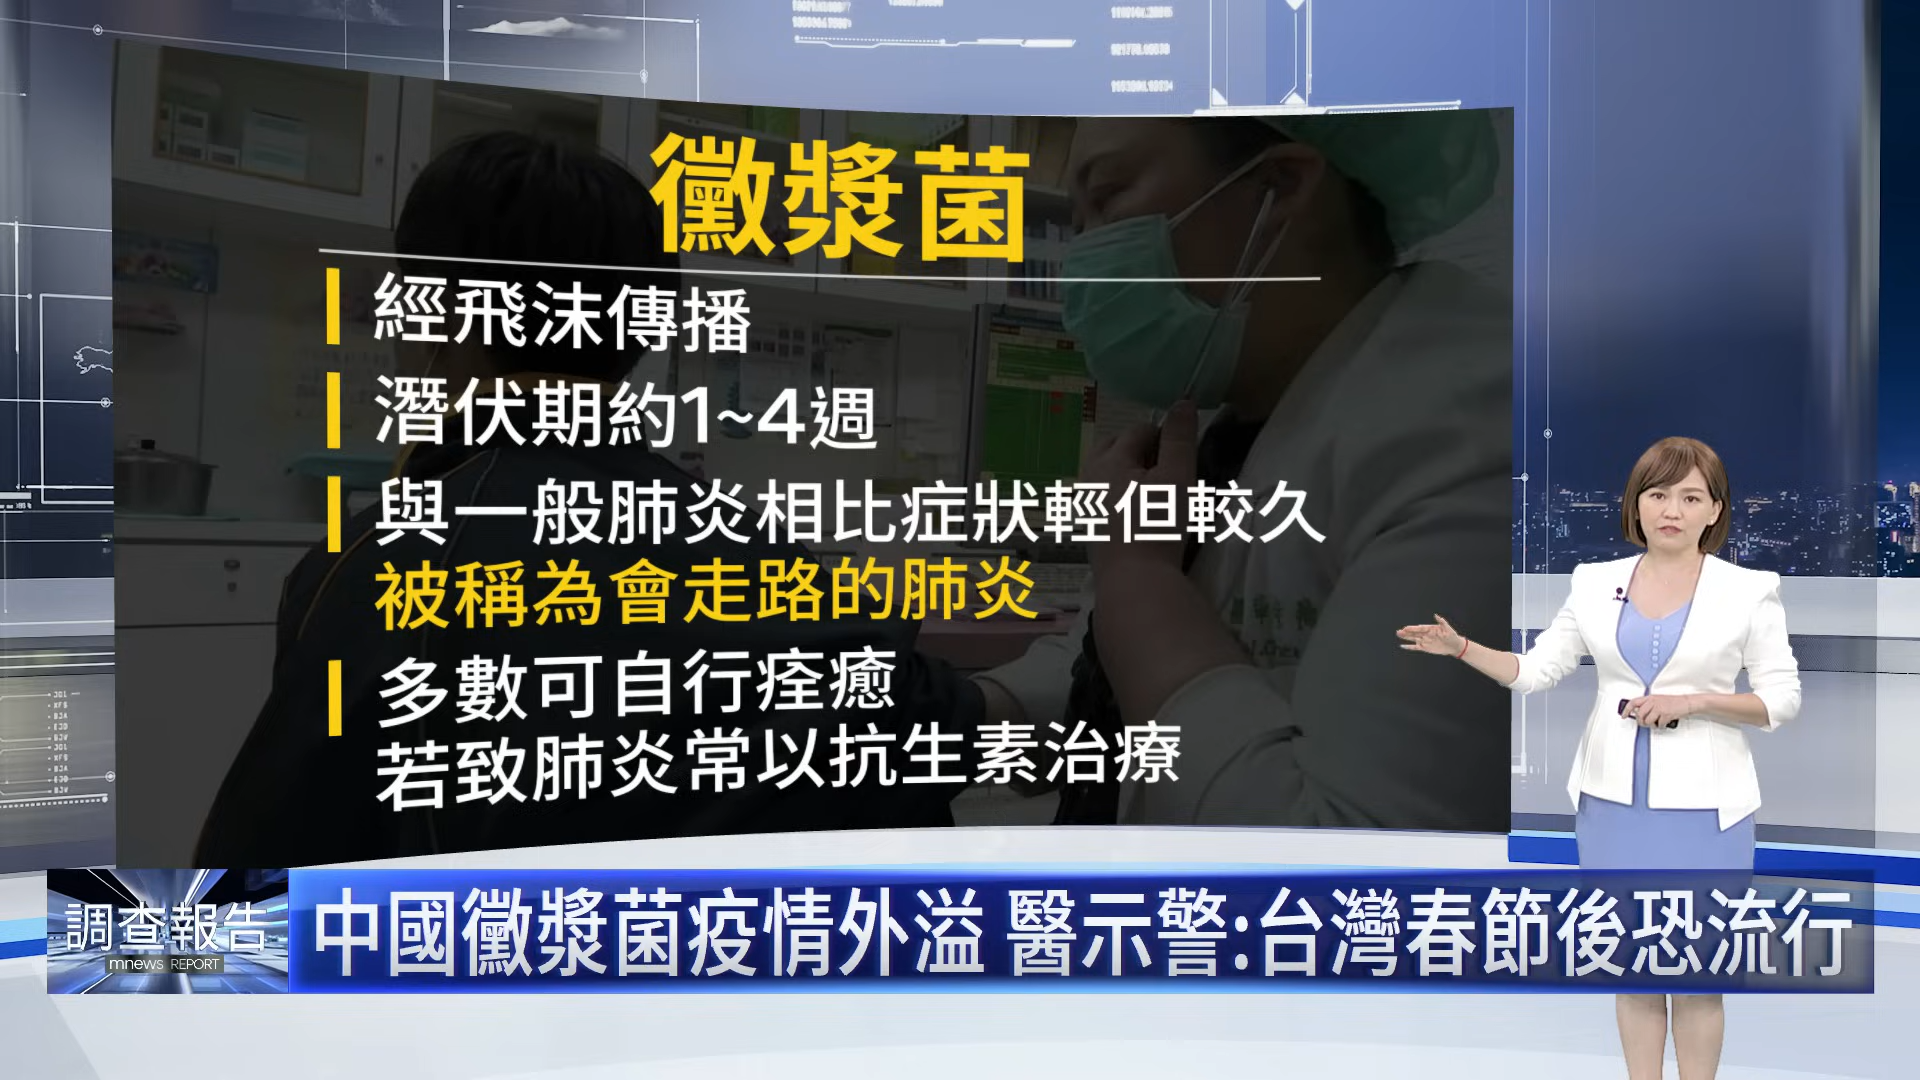 黴漿菌
經飛沫傳播
潛伏期約1~4週
與一般肺炎相比症狀輕但較久
被稱為會走路的肺炎
多數可自行痊癒
若致肺炎常以抗生素治療
調查報告
mnews REPORT
中國黴漿菌疫情外溢 醫示警:台灣春節後恐流行